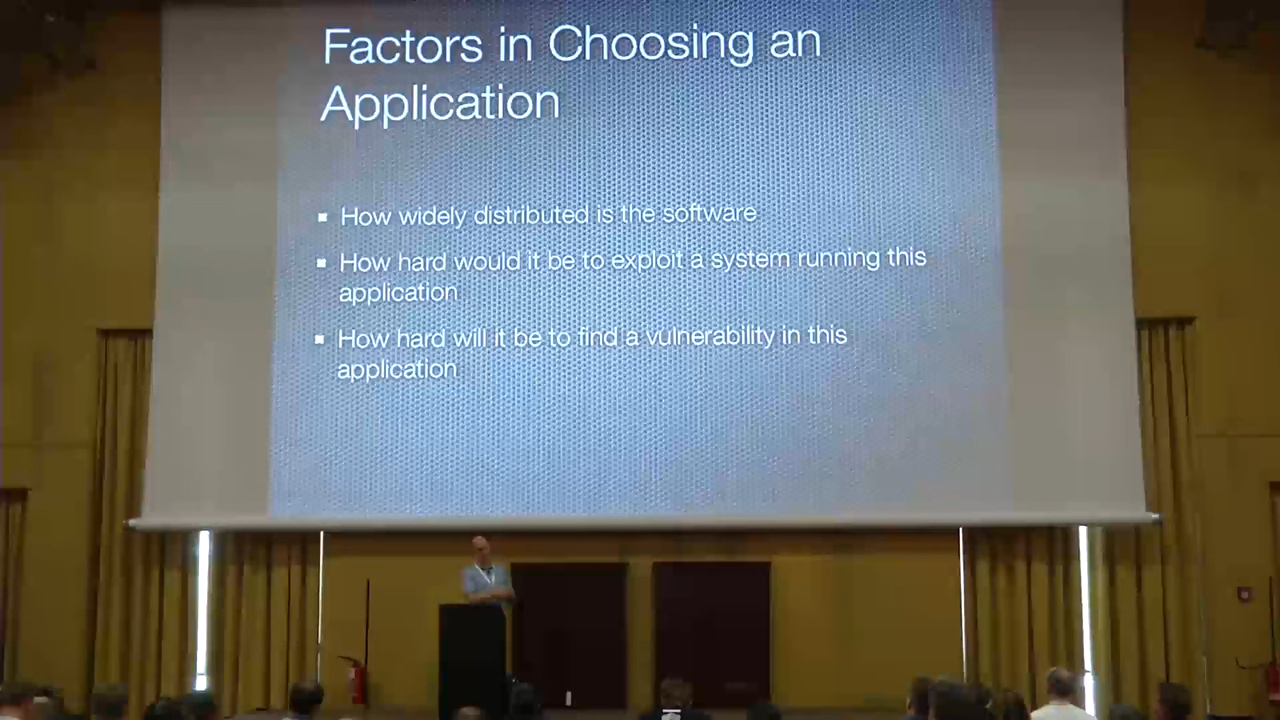 Factors in Choosing an
Application
How widely distributed is the software
How hard would it be to exploit a system running this
application
How hard will it be to find a vulnerability in this
application